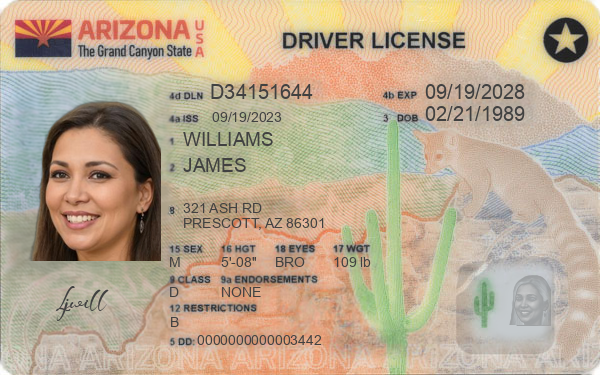 ARIZONA USA
The Grand Canyon State
DRIVER LICENSE
4d DLN D34151644
4b EXP 09/19/2028
4a ISS 09/19/2023
3 DOB 02/21/1989
1 WILLIAMS
2 JAMES
8 321 ASH RD
PRESCOTT, AZ 86301
15 SEX 16 HGT 18 EYES 17 WGT
M 5'-08" BRO 109 lb
9 CLASS 9a ENDORSEMENTS
D NONE
12 RESTRICTIONS
B
5 DD: 0000000000003442
ARIZONA ARIZONA ARIZONA ARIZONA